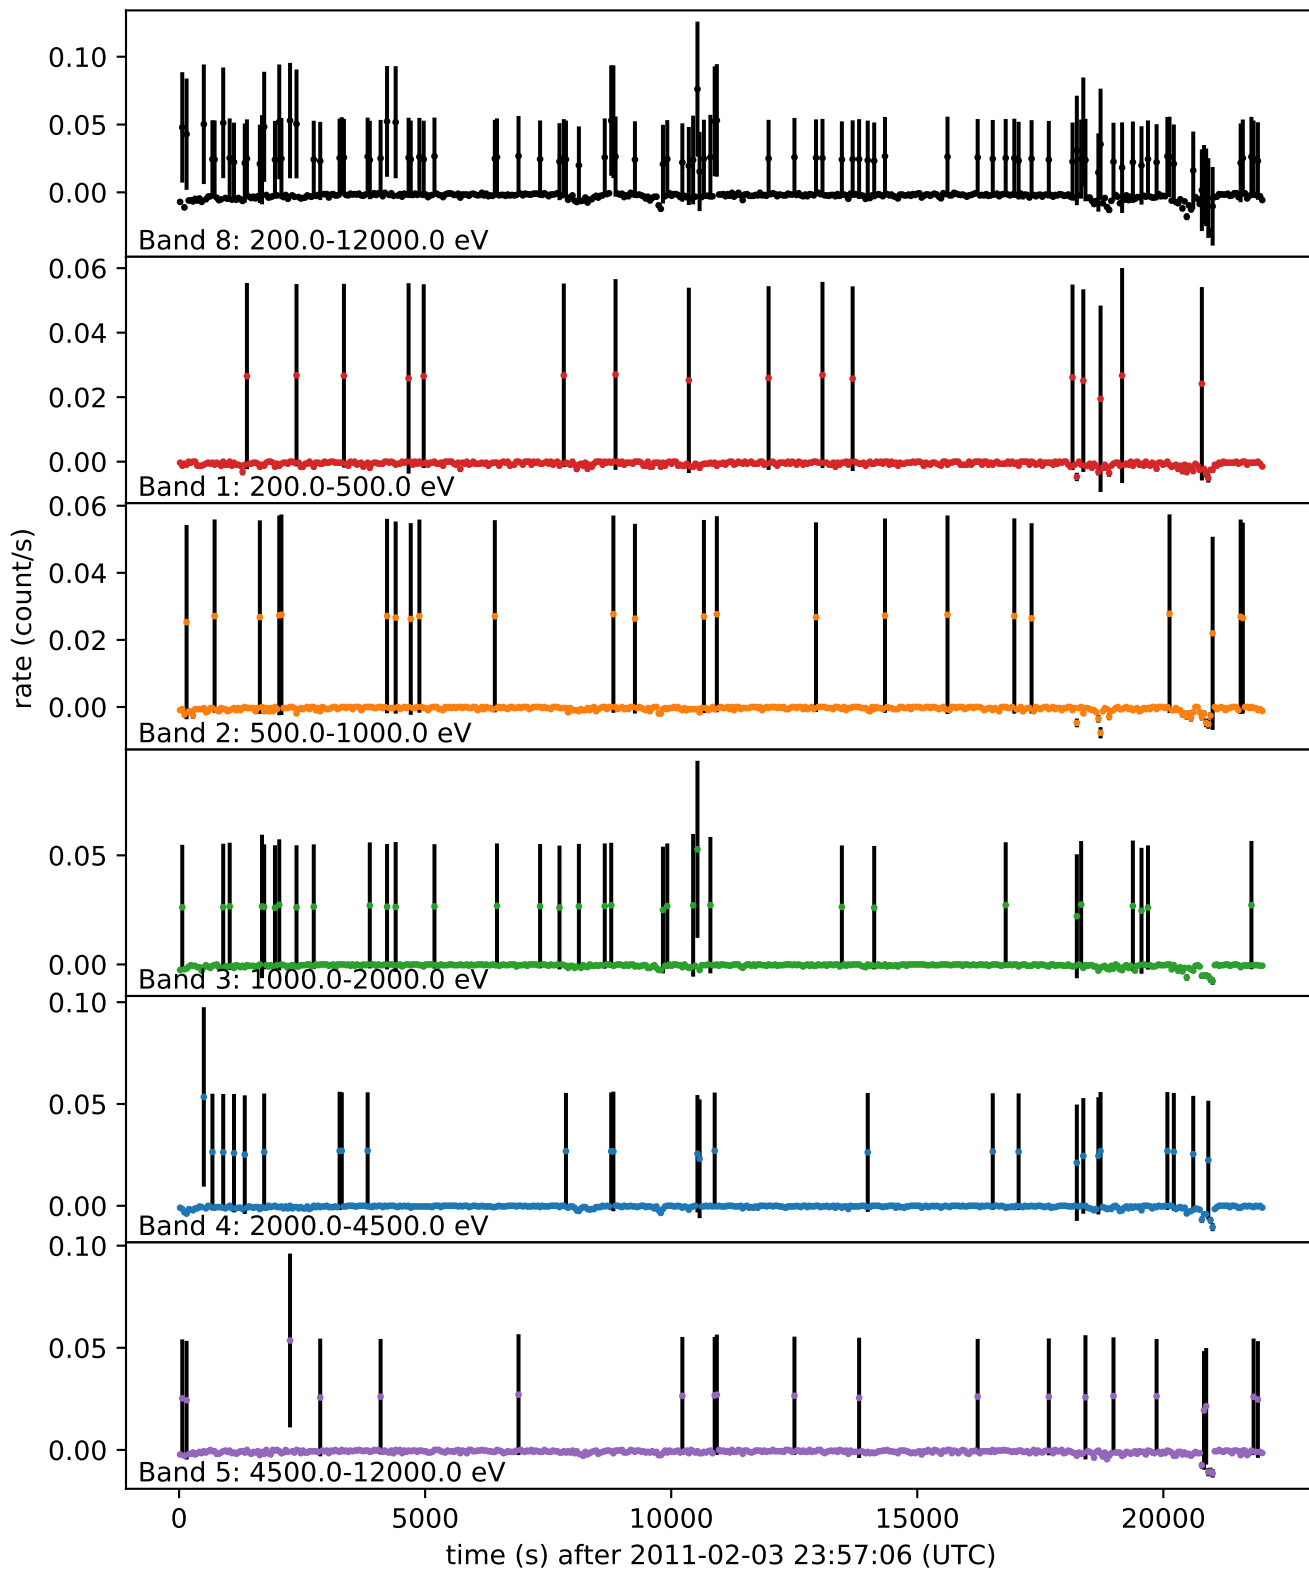 0.10
0.05
0.00
Band 8: 200.0-12000.0 eV
0.06
0.04
0.02
0.00
Band 1: 200.0-500.0 eV
0.06
0.04
0.02
0.00
Band 2: 500.0-1000.0 eV
rate (count/s)
0.05
0.00
Band 3: 1000.0-2000.0 eV
0.10
0.05
0.00
Band 4: 2000.0-4500.0 eV
0.10
0.05
0.00
Band 5: 4500.0-12000.0 eV
0 5000 10000 15000 20000
time (s) after 2011-02-03 23:57:06 (UTC)